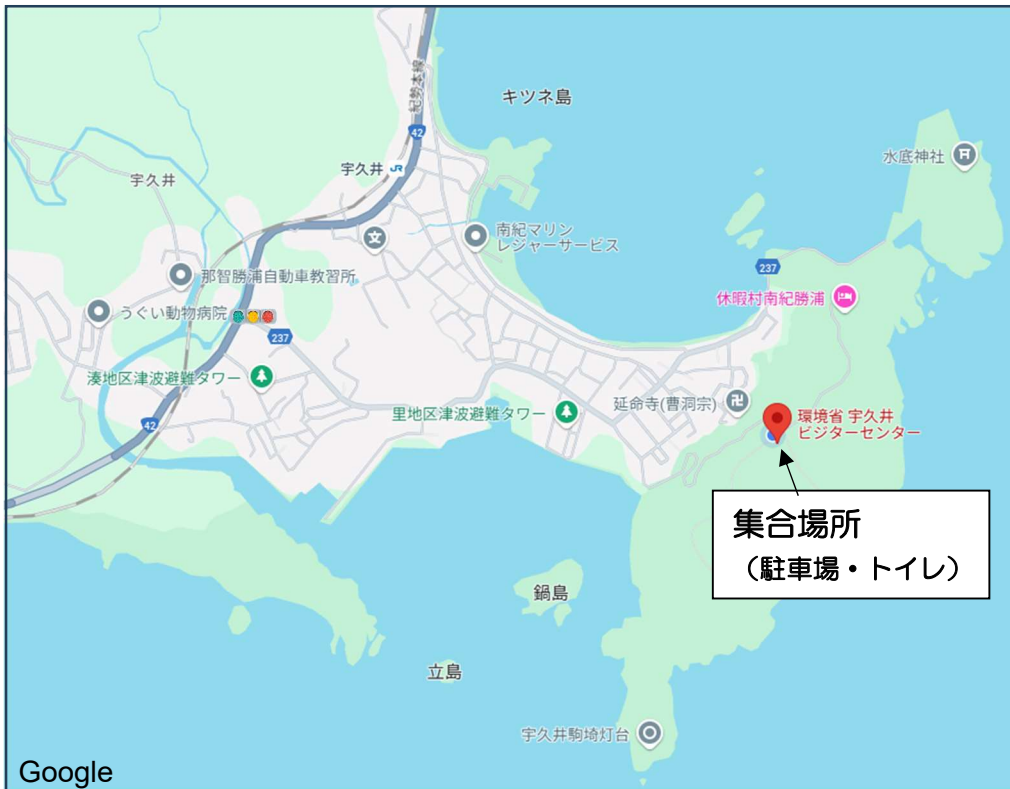 紀勢本線
キツネ島
42
水底神社
宇久井
宇久井
JR
文
南紀マリン
レジャーサービス
237
那智勝浦自動車教習所
休暇村南紀勝浦
うぐい動物病院
237
湊地区津波避難タワー
延命寺(曹洞宗)
里地区津波避難タワー
環境省 宇久井
ビジターセンター
42
集合場所
（駐車場・トイレ）
鍋島
立島
宇久井駒埼灯台
Google